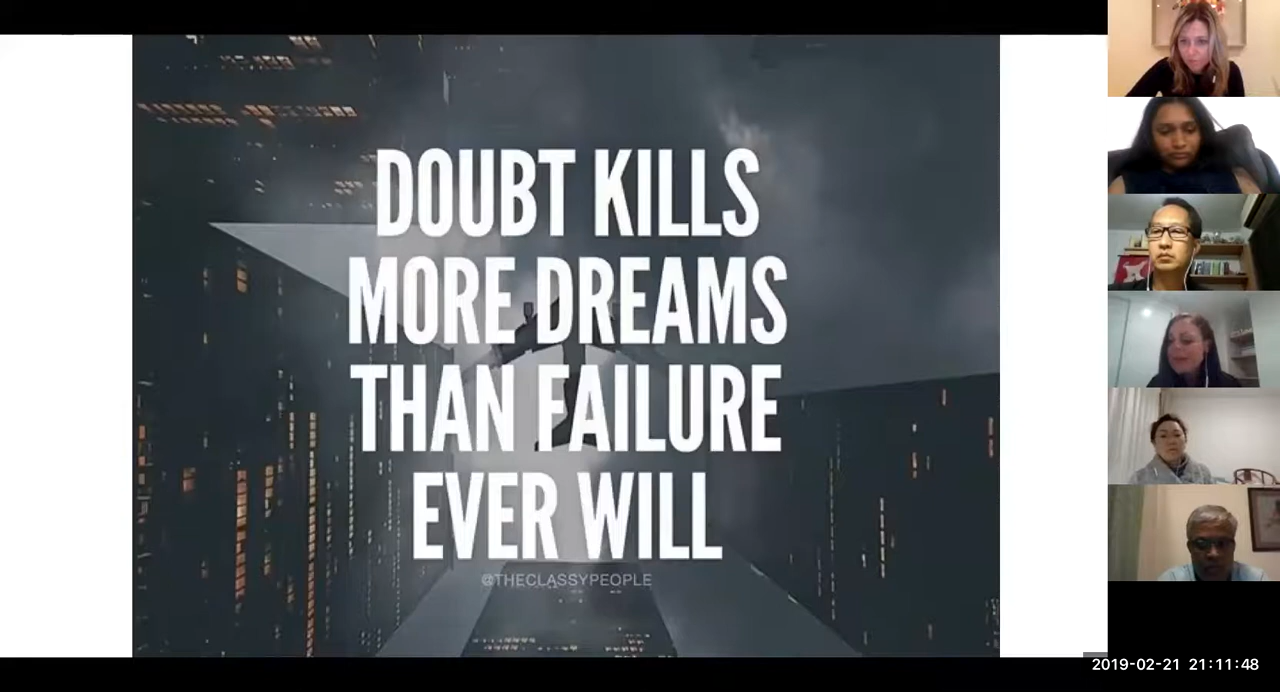 DOUBT KILLS
MORE DREAMS
THAN FAILURE
EVER WILL
@THECLASSYPEOPLE
2019-02-21 21:11:48